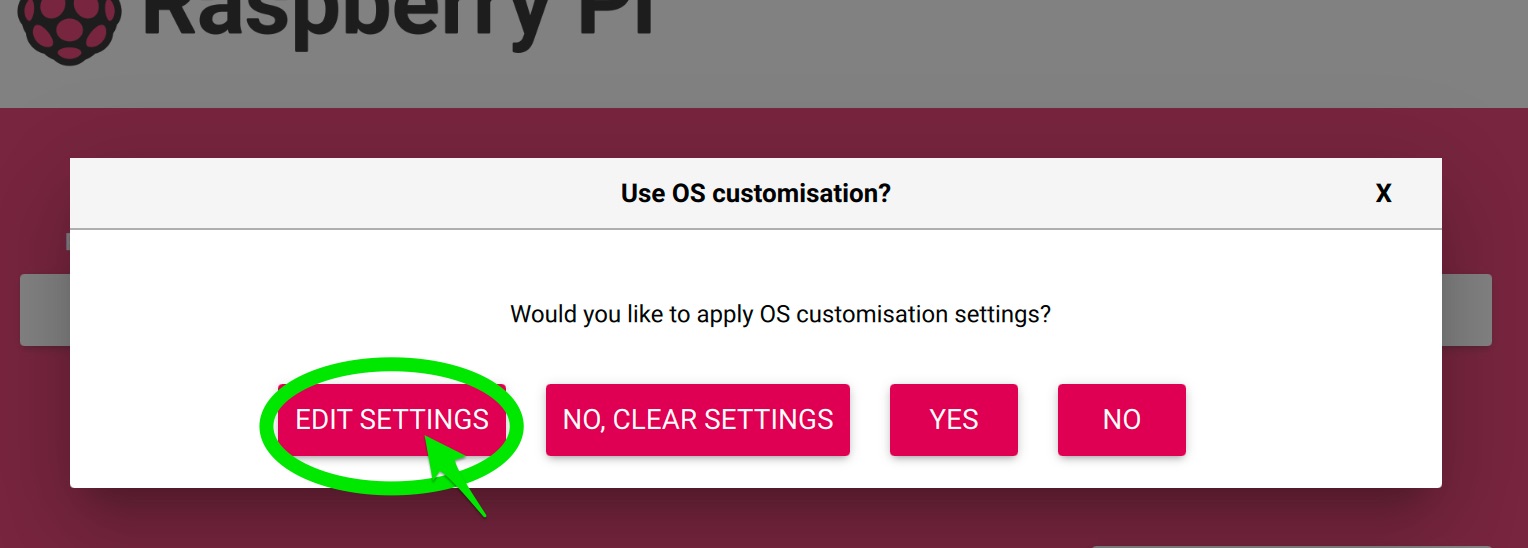 Raspberry Pi
Use OS customisation?
X
Would you like to apply OS customisation settings?
EDIT SETTINGS
NO, CLEAR SETTINGS
YES
NO